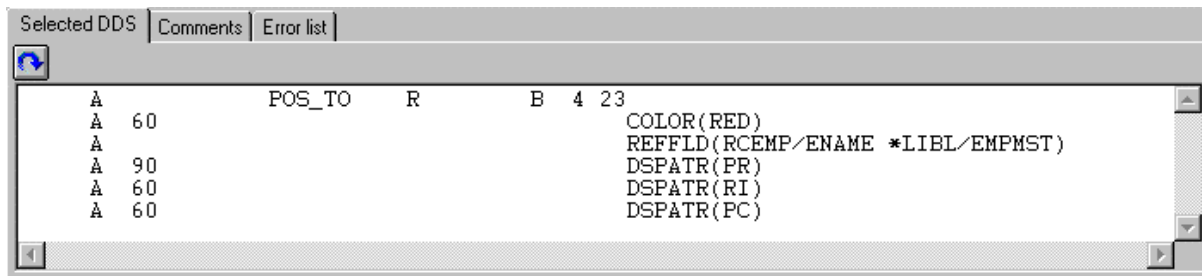 Selected DDS Comments Error list
A POS_TO R B 4 23
A 60 COLOR(RED)
A REFFLD(RCEMP/ENAME *LIBL/EMPMST)
A 90 DSPATR(PR)
A 60 DSPATR(RI)
A 60 DSPATR(PC)